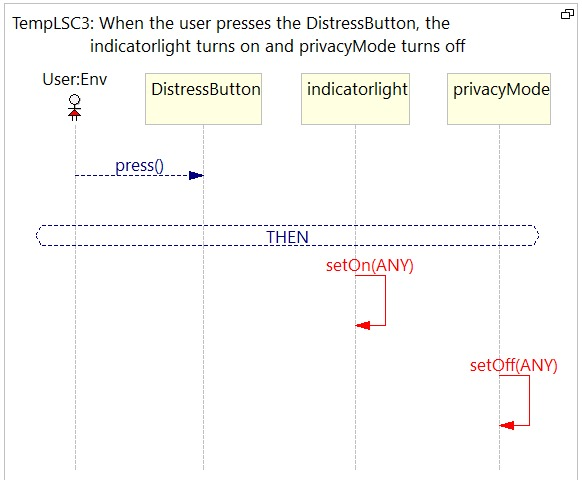 TempLSC3: When the user presses the DistressButton, the
indicatorlight turns on and privacyMode turns off
User:Env
DistressButton
indicatorlight
privacyMode
press()
THEN
setOn(ANY)
setOff(ANY)